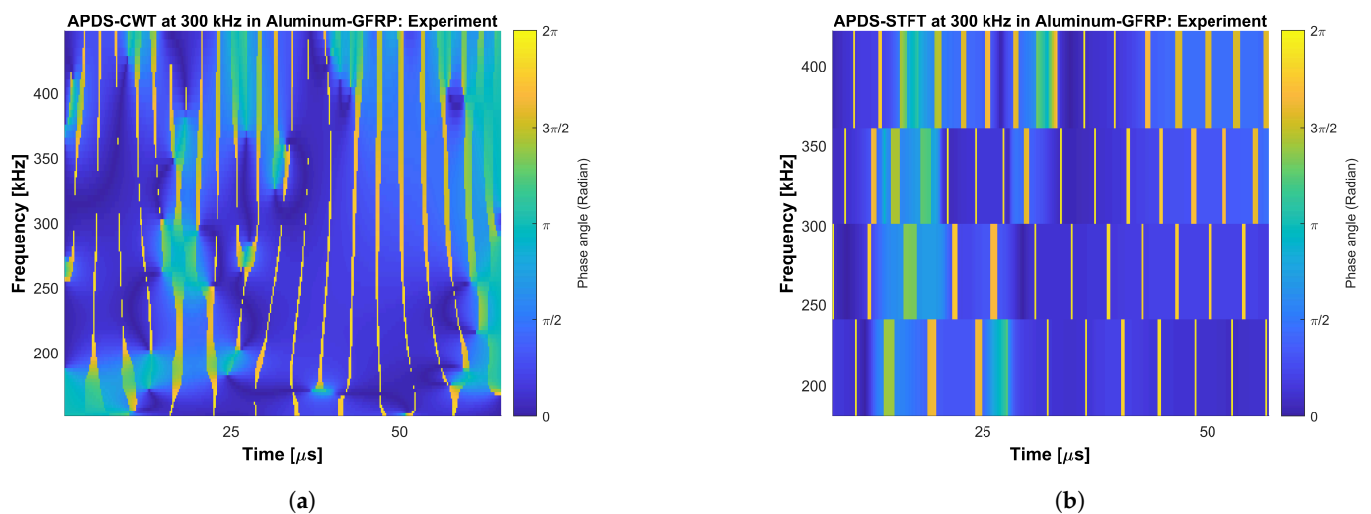 APDS-CWT at 300 kHz in Aluminum-GFRP: Experiment
Frequency [kHz]
400
350
300
250
200
25
50
Time [μs]
2π
3π/2
π
π/2
0
Phase angle (Radian)
(a)
APDS-STFT at 300 kHz in Aluminum-GFRP: Experiment
Frequency [kHz]
400
350
300
250
200
25
50
Time [μs]
2π
3π/2
π
π/2
0
Phase angle (Radian)
(b)